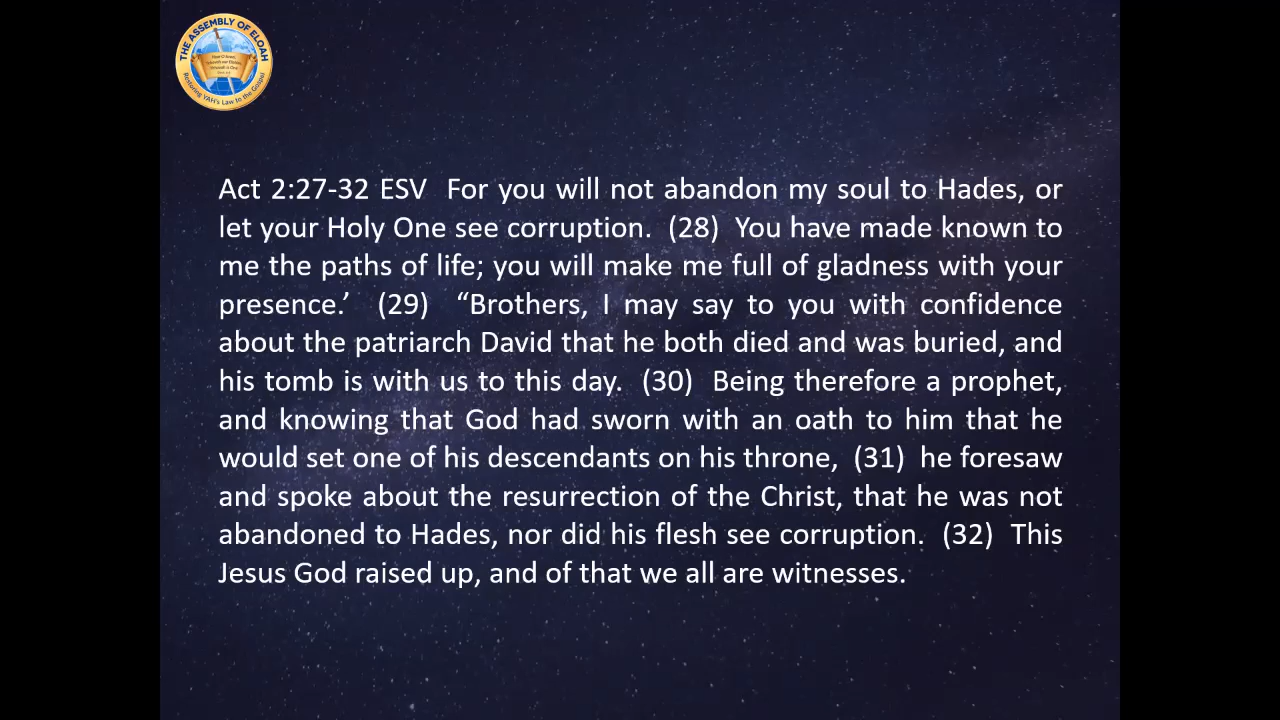 THE ASSEMBLY OF ELOAH
Restoring YAH's Law to the Gospel
Act 2:27-32 ESV  For you will not abandon my soul to Hades, or
let your Holy One see corruption.  (28)  You have made known to
me the paths of life; you will make me full of gladness with your
presence.’  (29)  “Brothers, I may say to you with confidence
about the patriarch David that he both died and was buried, and
his tomb is with us to this day.  (30)  Being therefore a prophet,
and knowing that God had sworn with an oath to him that he
would set one of his descendants on his throne,  (31)  he foresaw
and spoke about the resurrection of the Christ, that he was not
abandoned to Hades, nor did his flesh see corruption.  (32)  This
Jesus God raised up, and of that we all are witnesses.